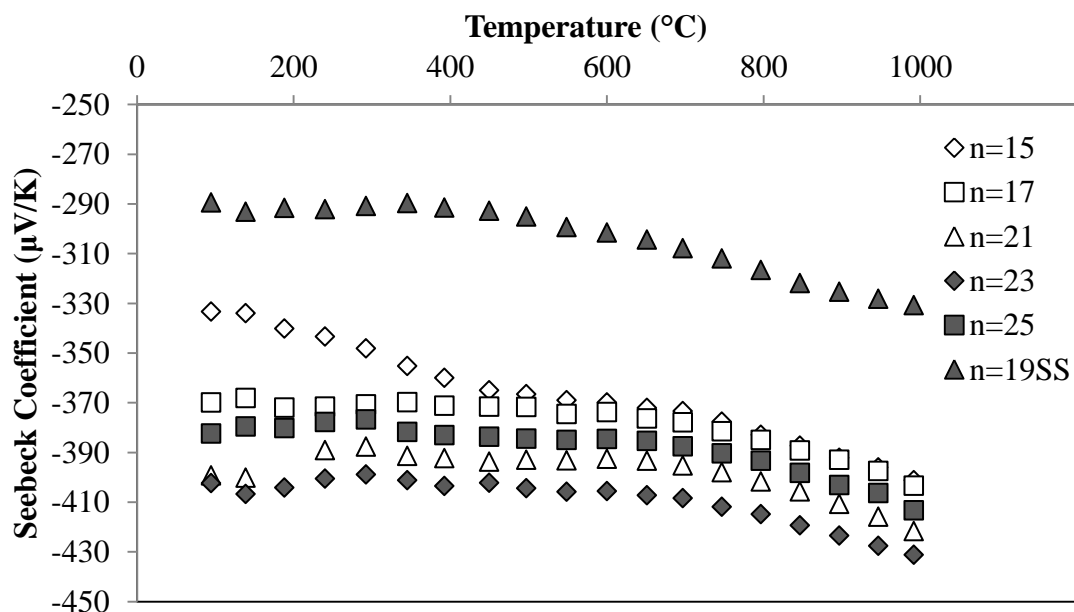 Temperature (°C)
0 200 400 600 800 1000
-250
-270
-290
-310
-330
-350
-370
-390
-410
-430
-450
Seebeck Coefficient (µV/K)
n=15
n=17
n=21
n=23
n=25
n=19SS